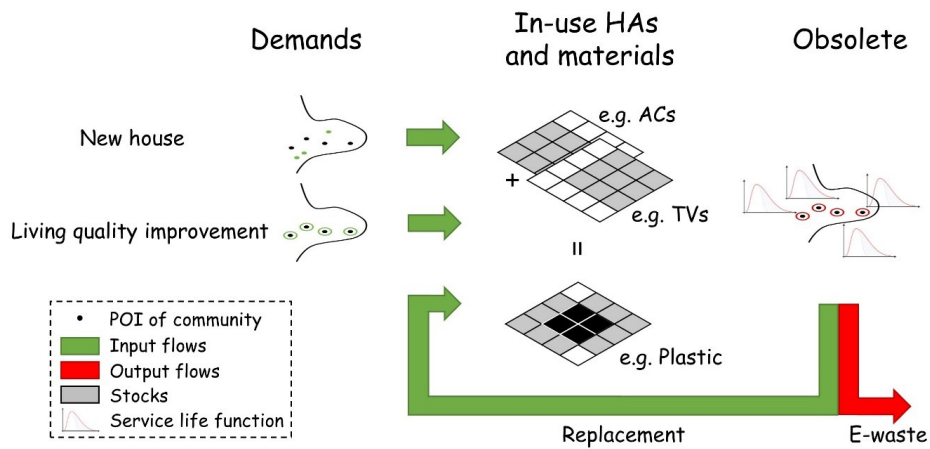 Demands
In-use HAs
and materials
Obsolete
New house
e.g. ACs
+
e.g. TVs
Living quality improvement
=
e.g. Plastic
POI of community
Input flows
Output flows
Stocks
Service life function
Replacement
E-waste